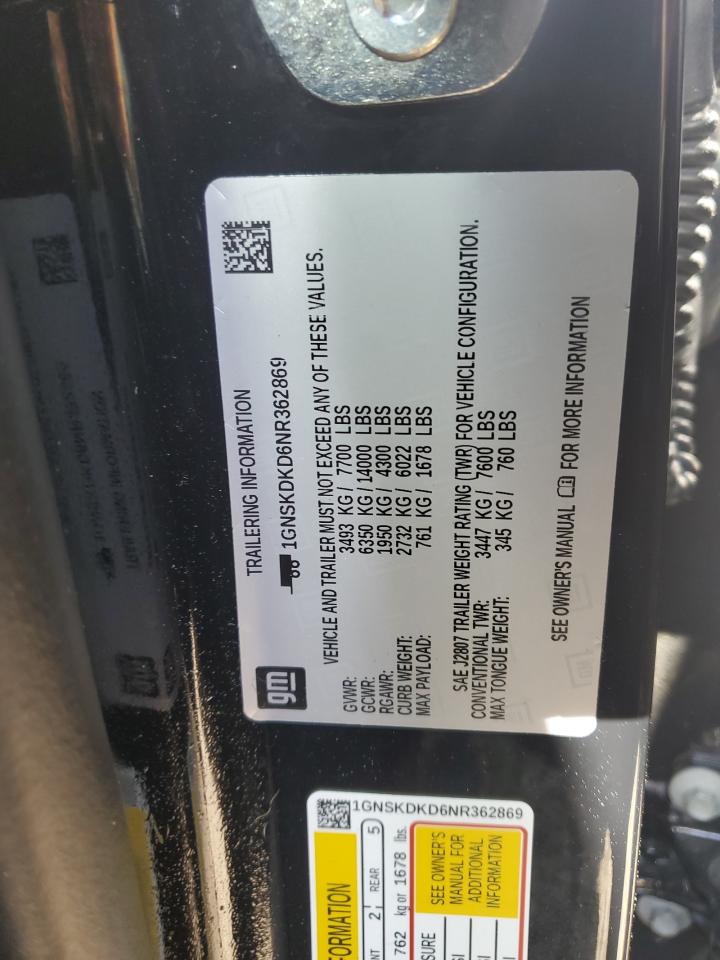 TRAILERING INFORMATION
1GNSKDKD6NR362869
gm
VEHICLE AND TRAILER MUST NOT EXCEED ANY OF THESE VALUES.
GVWR: 3493 KG / 7700 LBS
GCWR: 6350 KG / 14000 LBS
RGAWR: 1950 KG / 4300 LBS
CURB WEIGHT: 2732 KG / 6022 LBS
MAX PAYLOAD: 761 KG / 1678 LBS
SAE J2807 TRAILER WEIGHT RATING (TWR) FOR VEHICLE CONFIGURATION.
CONVENTIONAL TWR: 3447 KG / 7600 LBS
MAX TONGUE WEIGHT: 345 KG / 760 LBS
SEE OWNER'S MANUAL FOR MORE INFORMATION
1GNSKDKD6NR362869
ORMATION
NT 2 REAR 5
762 kg or 1678 lbs.
SURE
SEE OWNER'S
MANUAL FOR
ADDITIONAL
INFORMATION